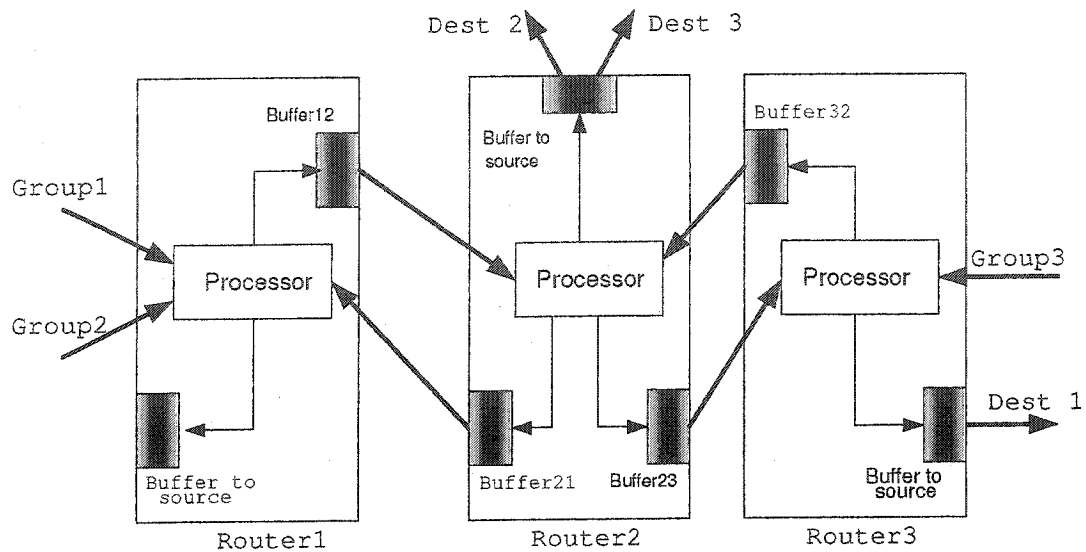 Dest 2
Dest 3
Buffer12
Buffer to
source
Buffer32
Group1
Processor
Processor
Processor
Group3
Group2
Dest 1
Buffer to
source
Buffer21
Buffer23
Buffer to
source
Router1
Router2
Router3